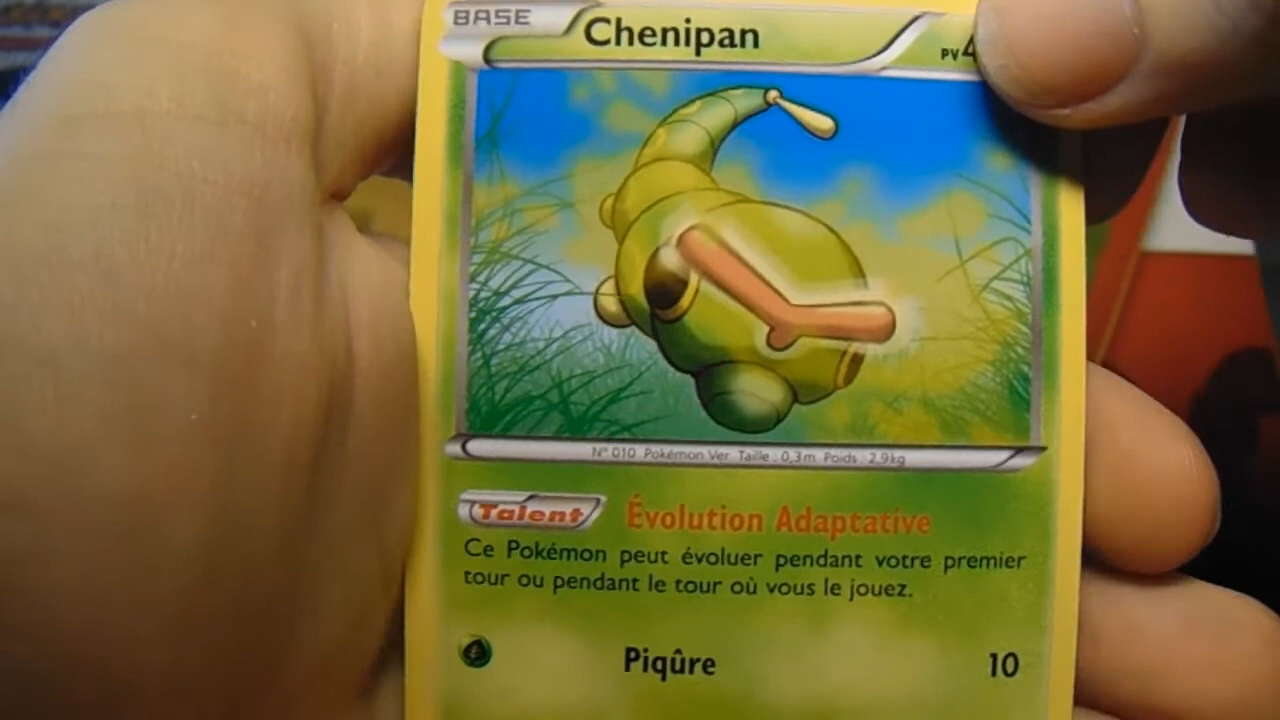 BASE
Chenipan
PV 4
N° 010 Pokémon Ver Taille : 0,3m Poids : 2,9kg
Talent Évolution Adaptative
Ce Pokémon peut évoluer pendant votre premier
tour ou pendant le tour où vous le jouez.
Piqûre 10